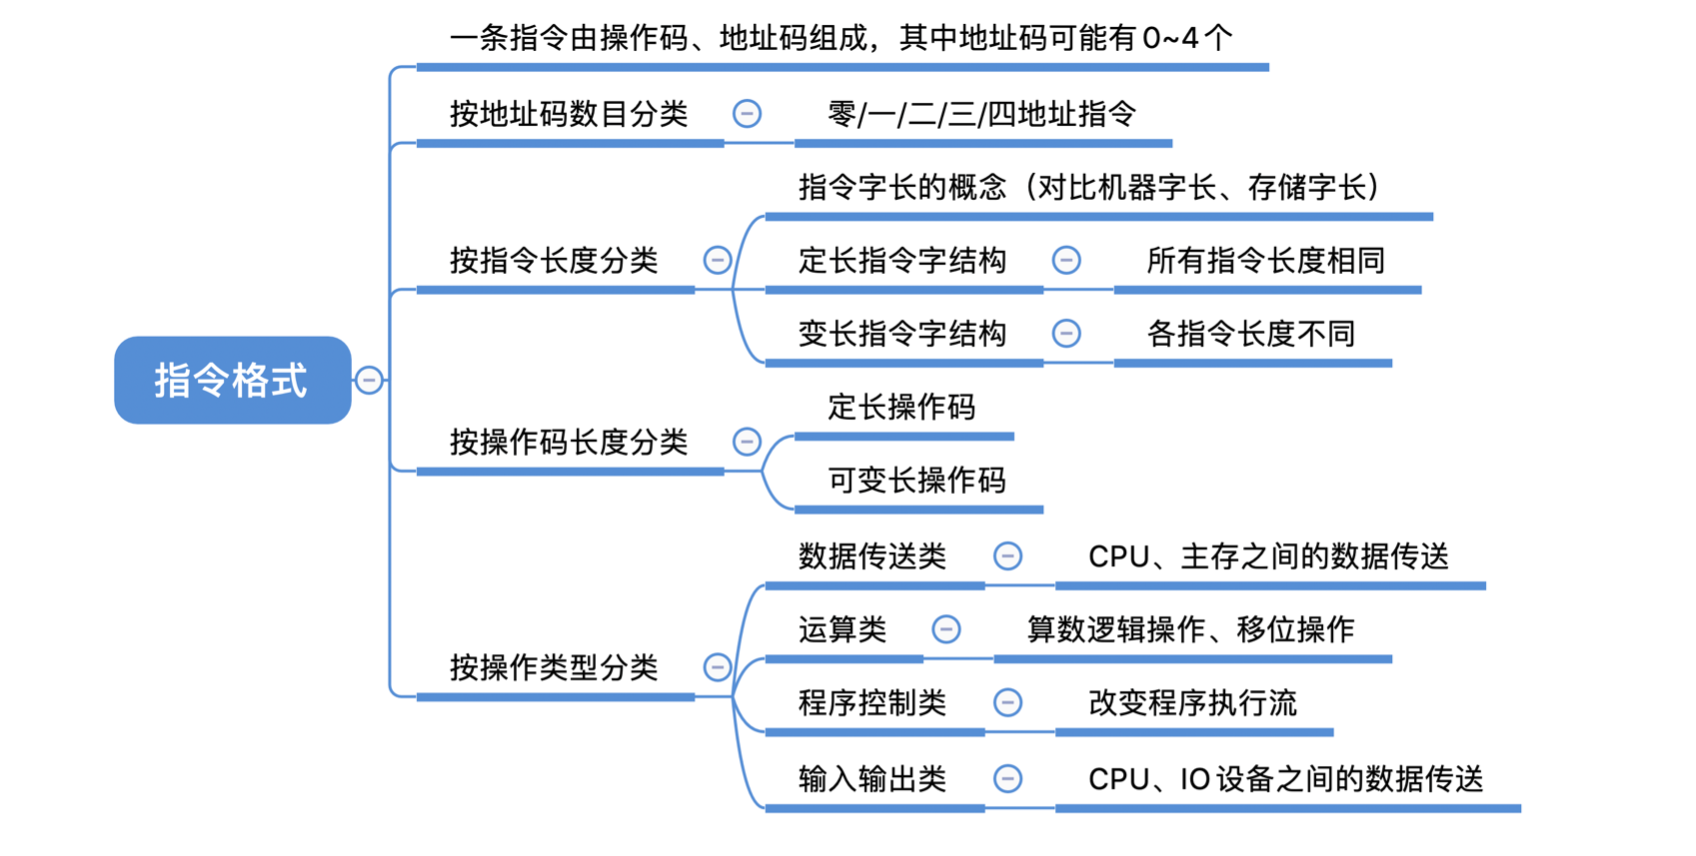 一条指令由操作码、地址码组成，其中地址码可能有0~4个
按地址码数目分类
零/一/二/三/四地址指令
指令字长的概念（对比机器字长、存储字长）
按指令长度分类
定长指令字结构
所有指令长度相同
变长指令字结构
各指令长度不同
指令格式
定长操作码
按操作码长度分类
可变长操作码
数据传送类
CPU、主存之间的数据传送
运算类
算数逻辑操作、移位操作
按操作类型分类
程序控制类
改变程序执行流
输入输出类
CPU、IO设备之间的数据传送